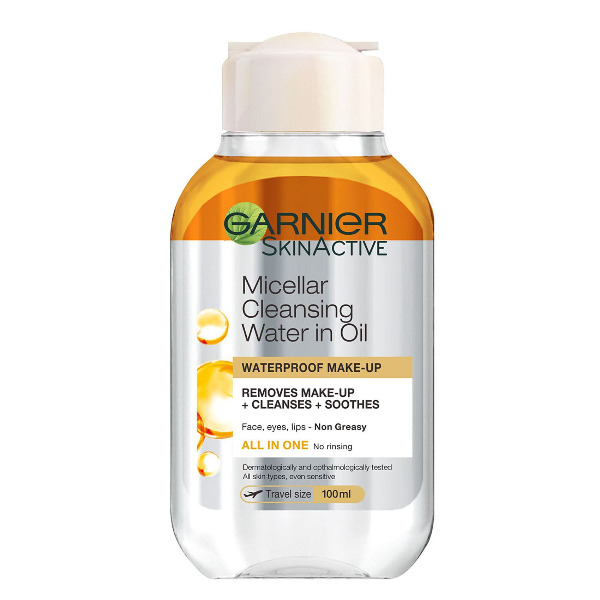 GARNIER
SKINACTIVE
Micellar
Cleansing
Water in Oil
WATERPROOF MAKE-UP
REMOVES MAKE-UP
+ CLEANSES + SOOTHES
Face, eyes, lips - Non Greasy
ALL IN ONE No rinsing
Dermatologically and opthalmologically tested
All skin types, even sensitive
Travel size 100ml